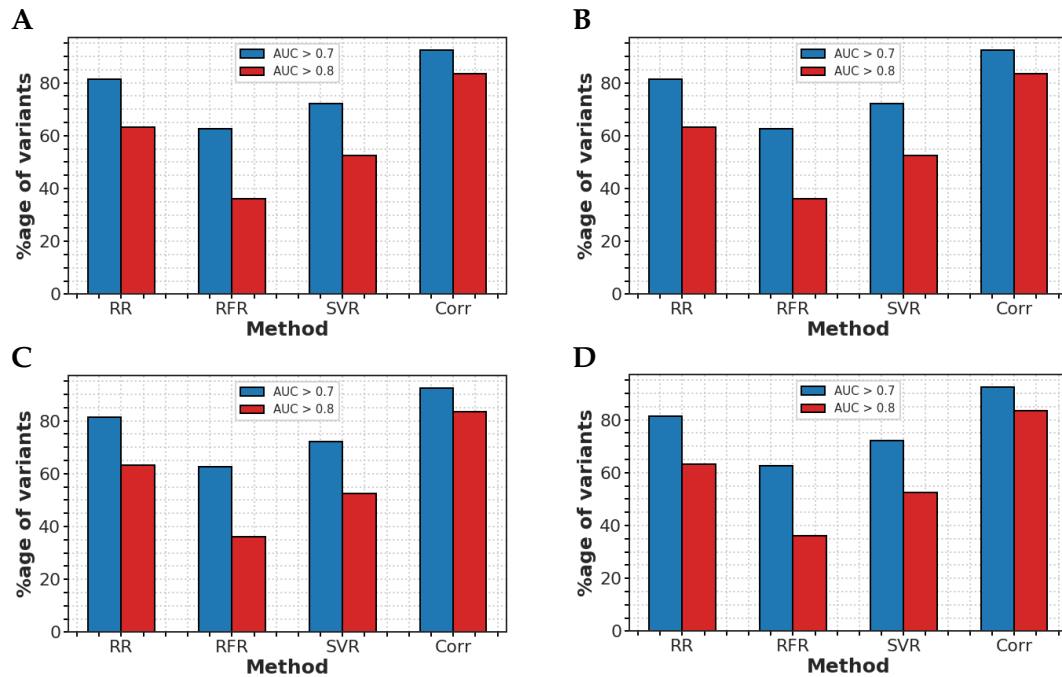 A
%age of variants
AUC > 0.7
AUC > 0.8
80
60
40
20
0
RR RFR SVR Corr
Method
B
%age of variants
AUC > 0.7
AUC > 0.8
80
60
40
20
0
RR RFR SVR Corr
Method
C
%age of variants
AUC > 0.7
AUC > 0.8
80
60
40
20
0
RR RFR SVR Corr
Method
D
%age of variants
AUC > 0.7
AUC > 0.8
80
60
40
20
0
RR RFR SVR Corr
Method